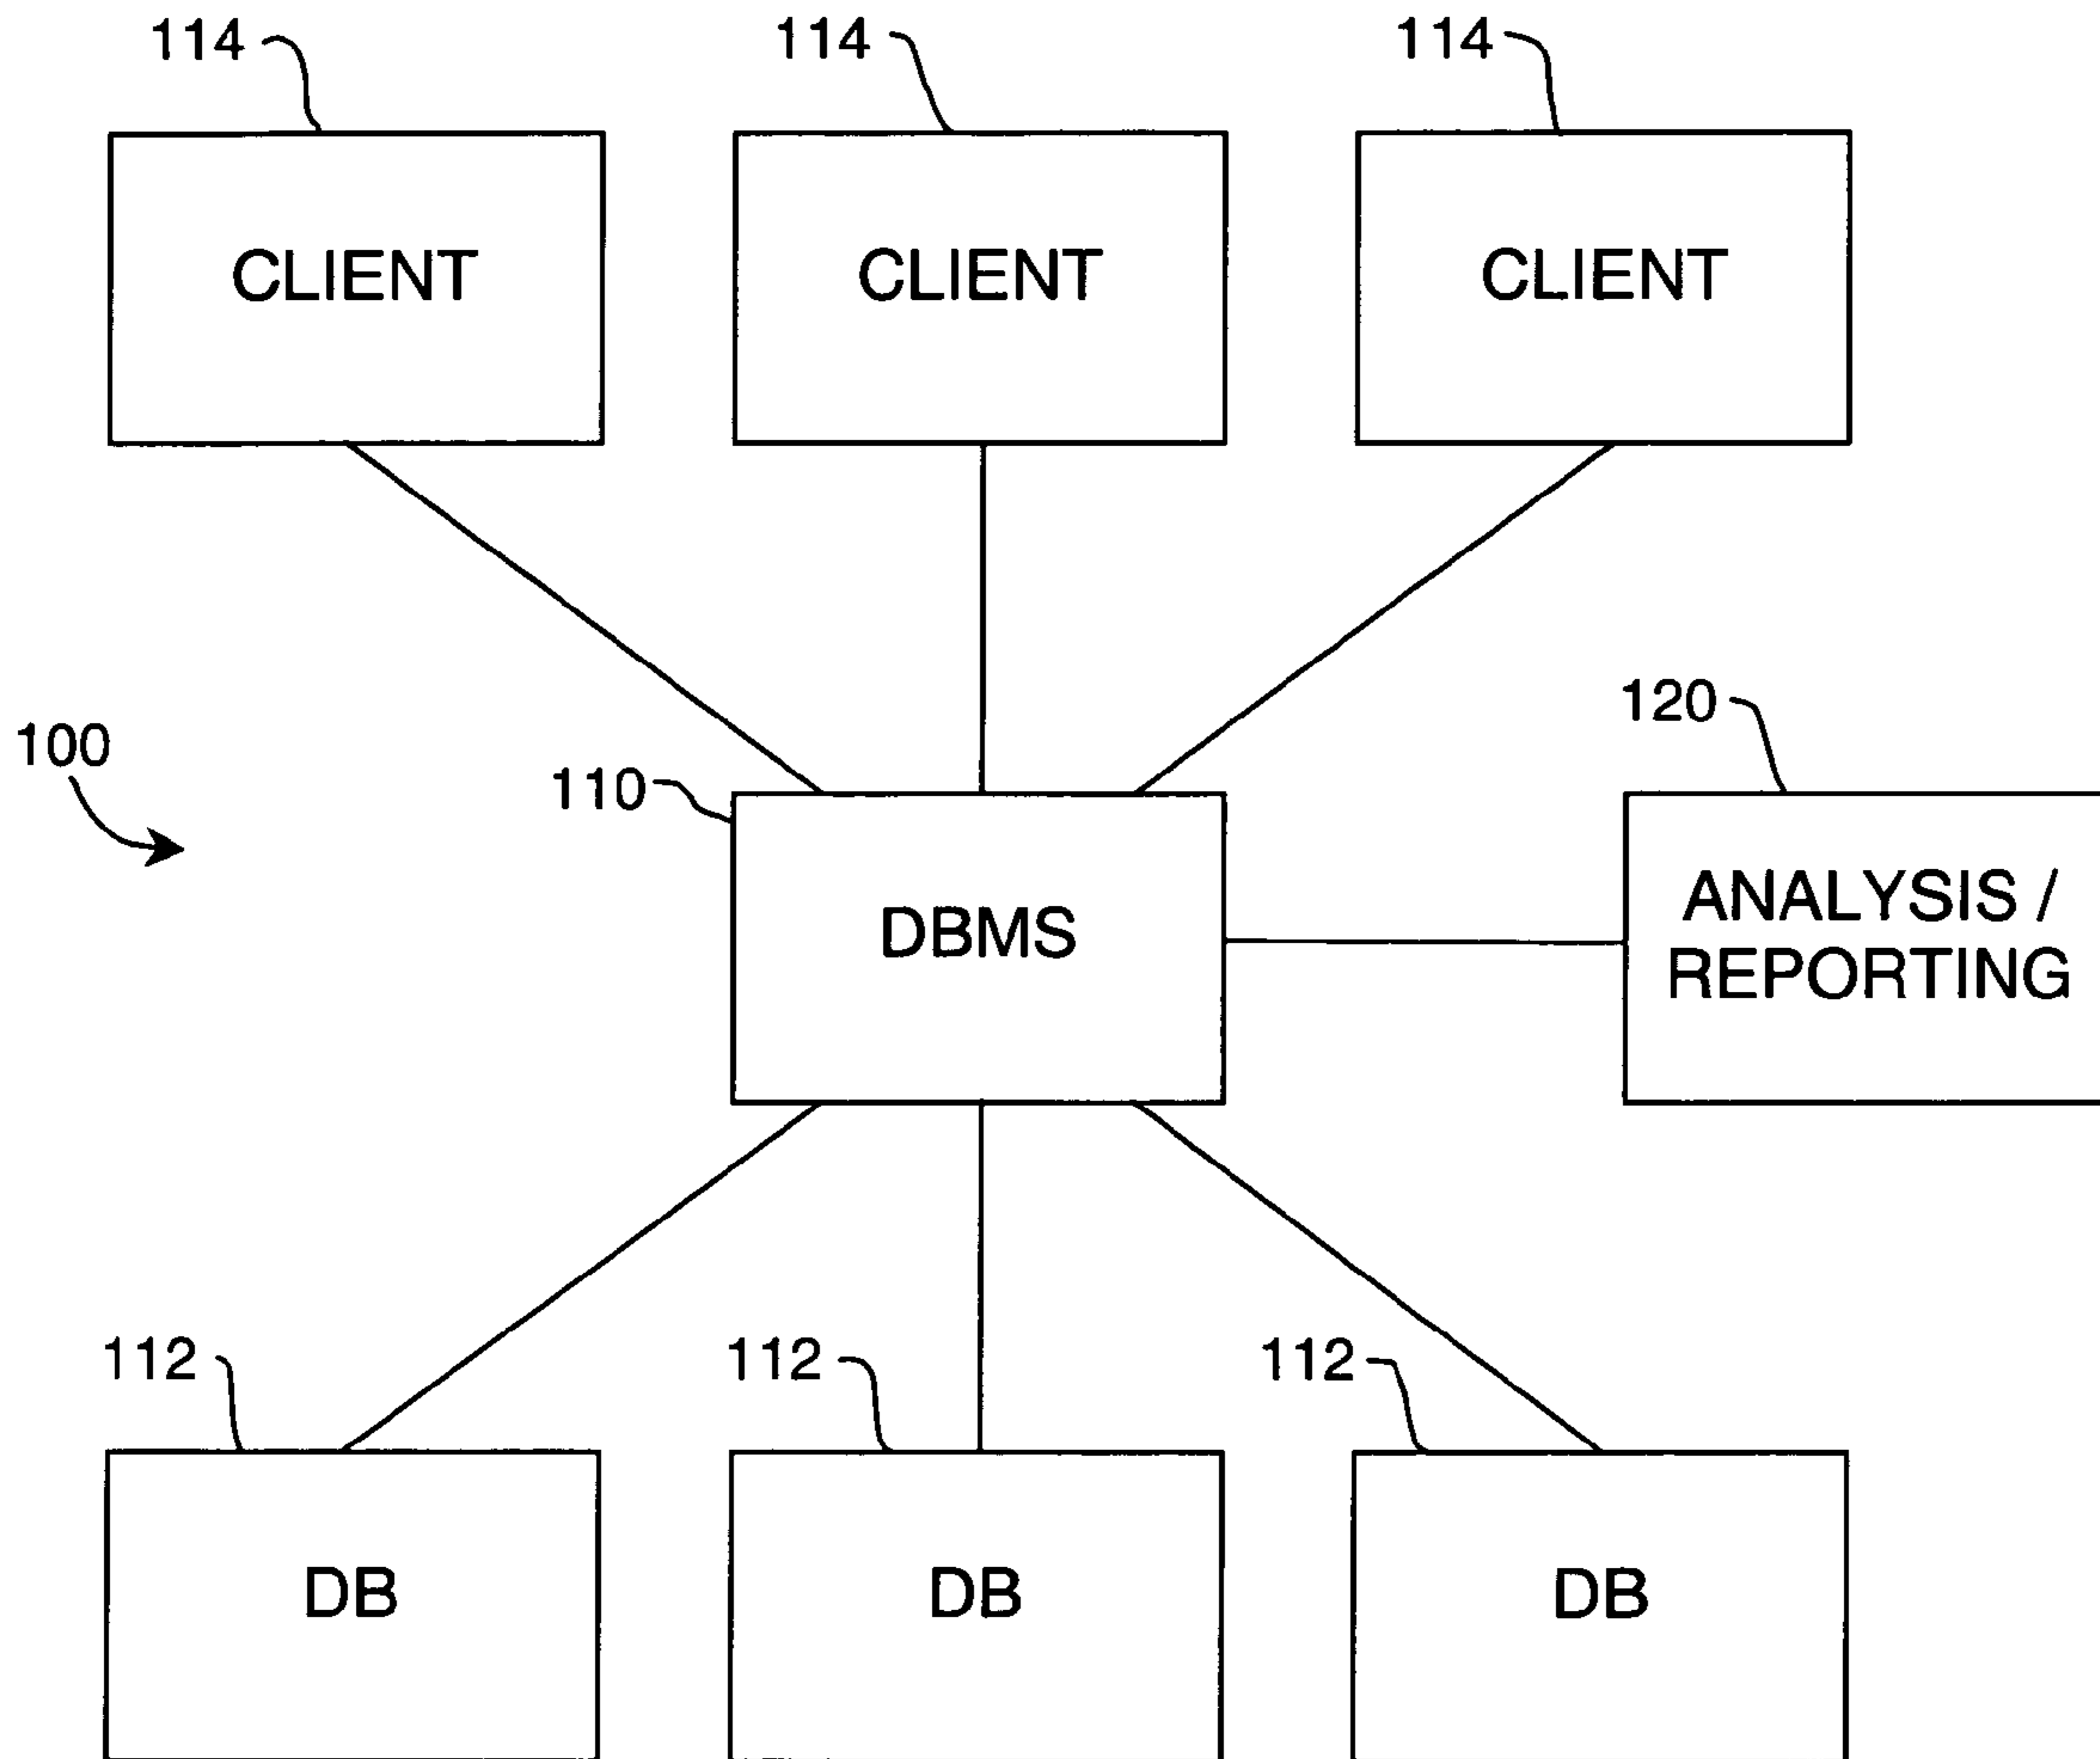 114
114
114
CLIENT
CLIENT
CLIENT
120
100
110
DBMS
ANALYSIS /
REPORTING
112
112
112
DB
DB
DB